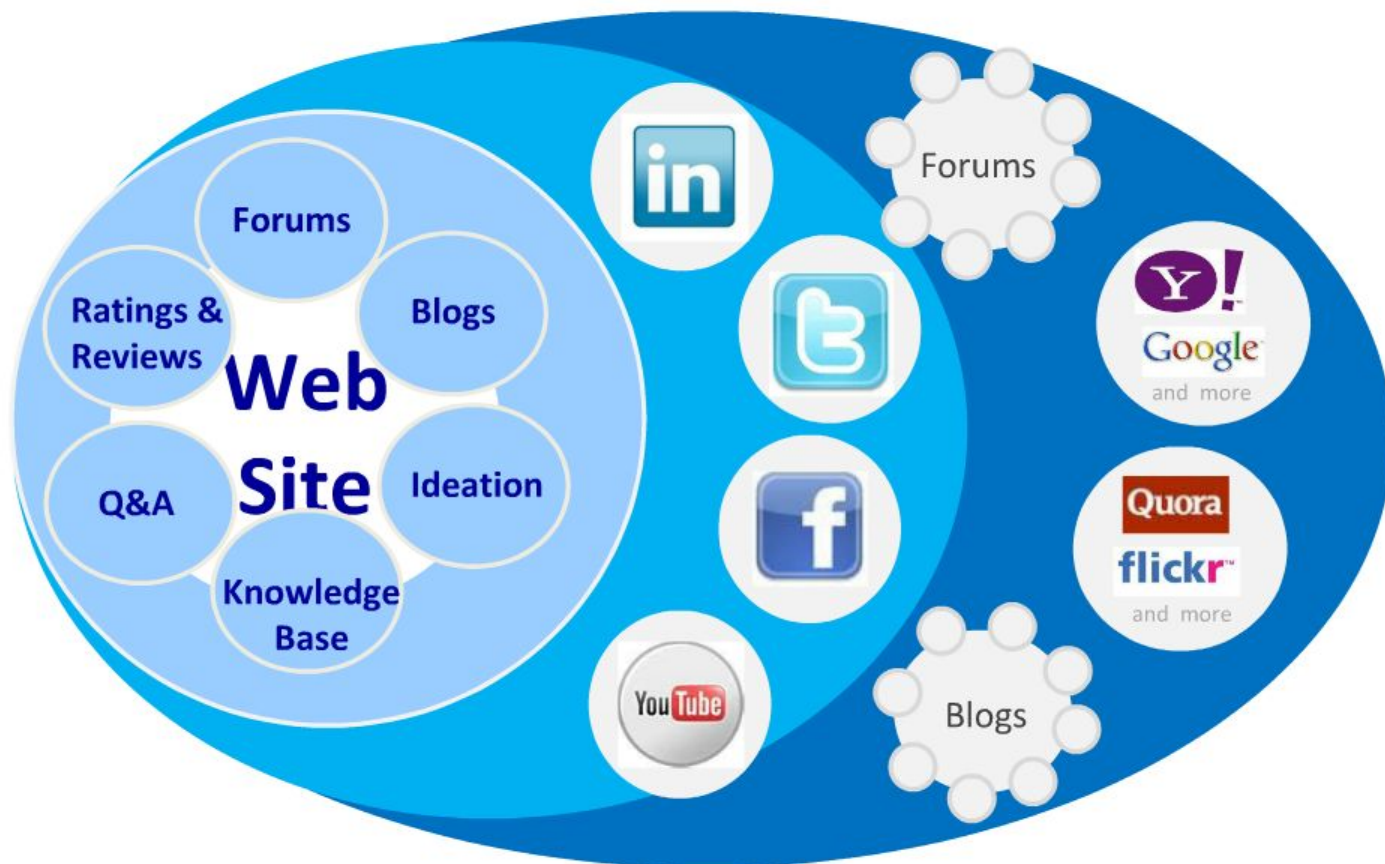 Forums
Ratings &
Reviews
Blogs
Web
Site
Q&A
Ideation
Knowledge
Base
in
t
f
You Tube
Forums
Y!
Google
and more
Quora
flickr
and more
Blogs